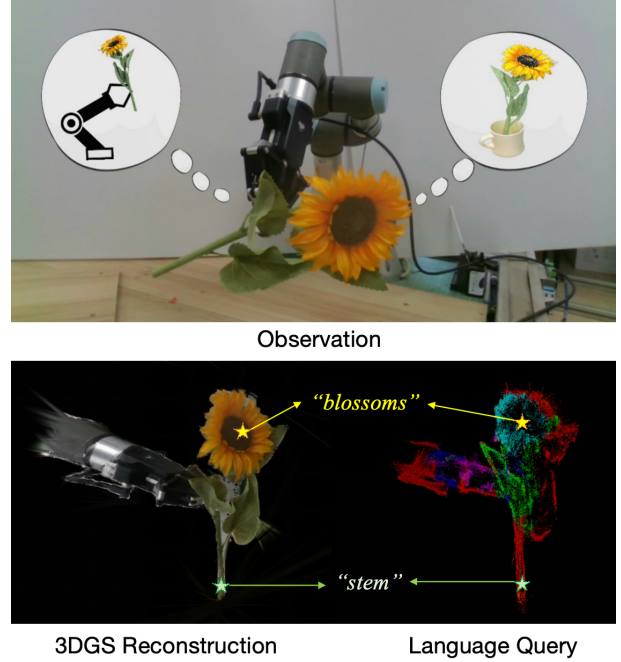 Observation
“blossoms”
“stem”
3DGS Reconstruction
Language Query